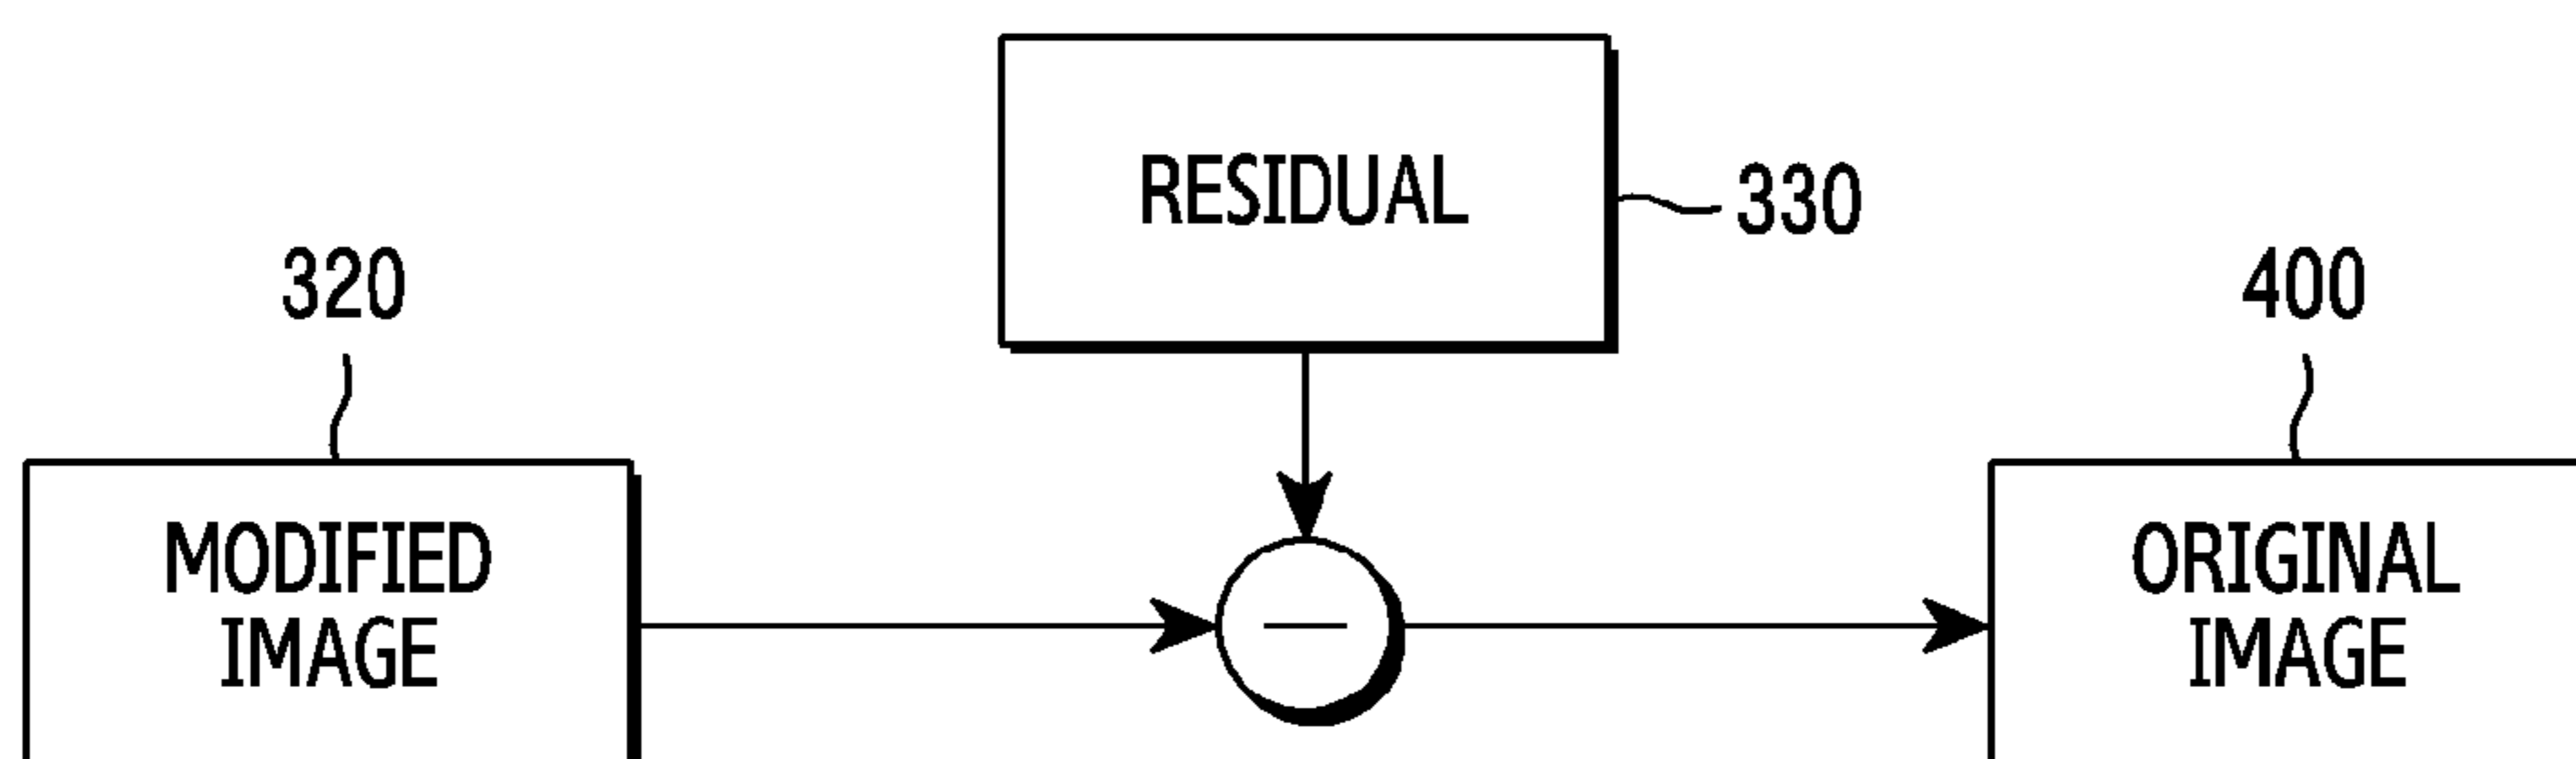 RESIDUAL
330
320
400
MODIFIED
IMAGE
—
ORIGINAL
IMAGE